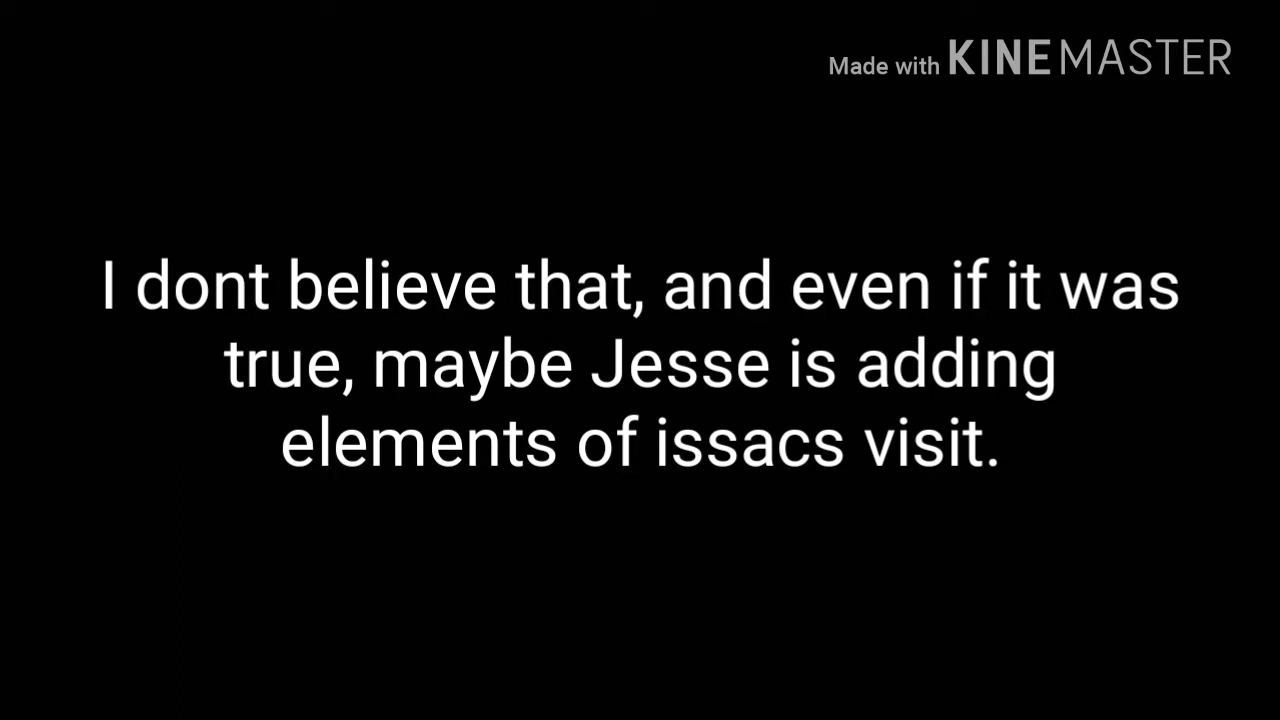 Made with KINEMASTER
I dont believe that, and even if it was
true, maybe Jesse is adding
elements of issacs visit.